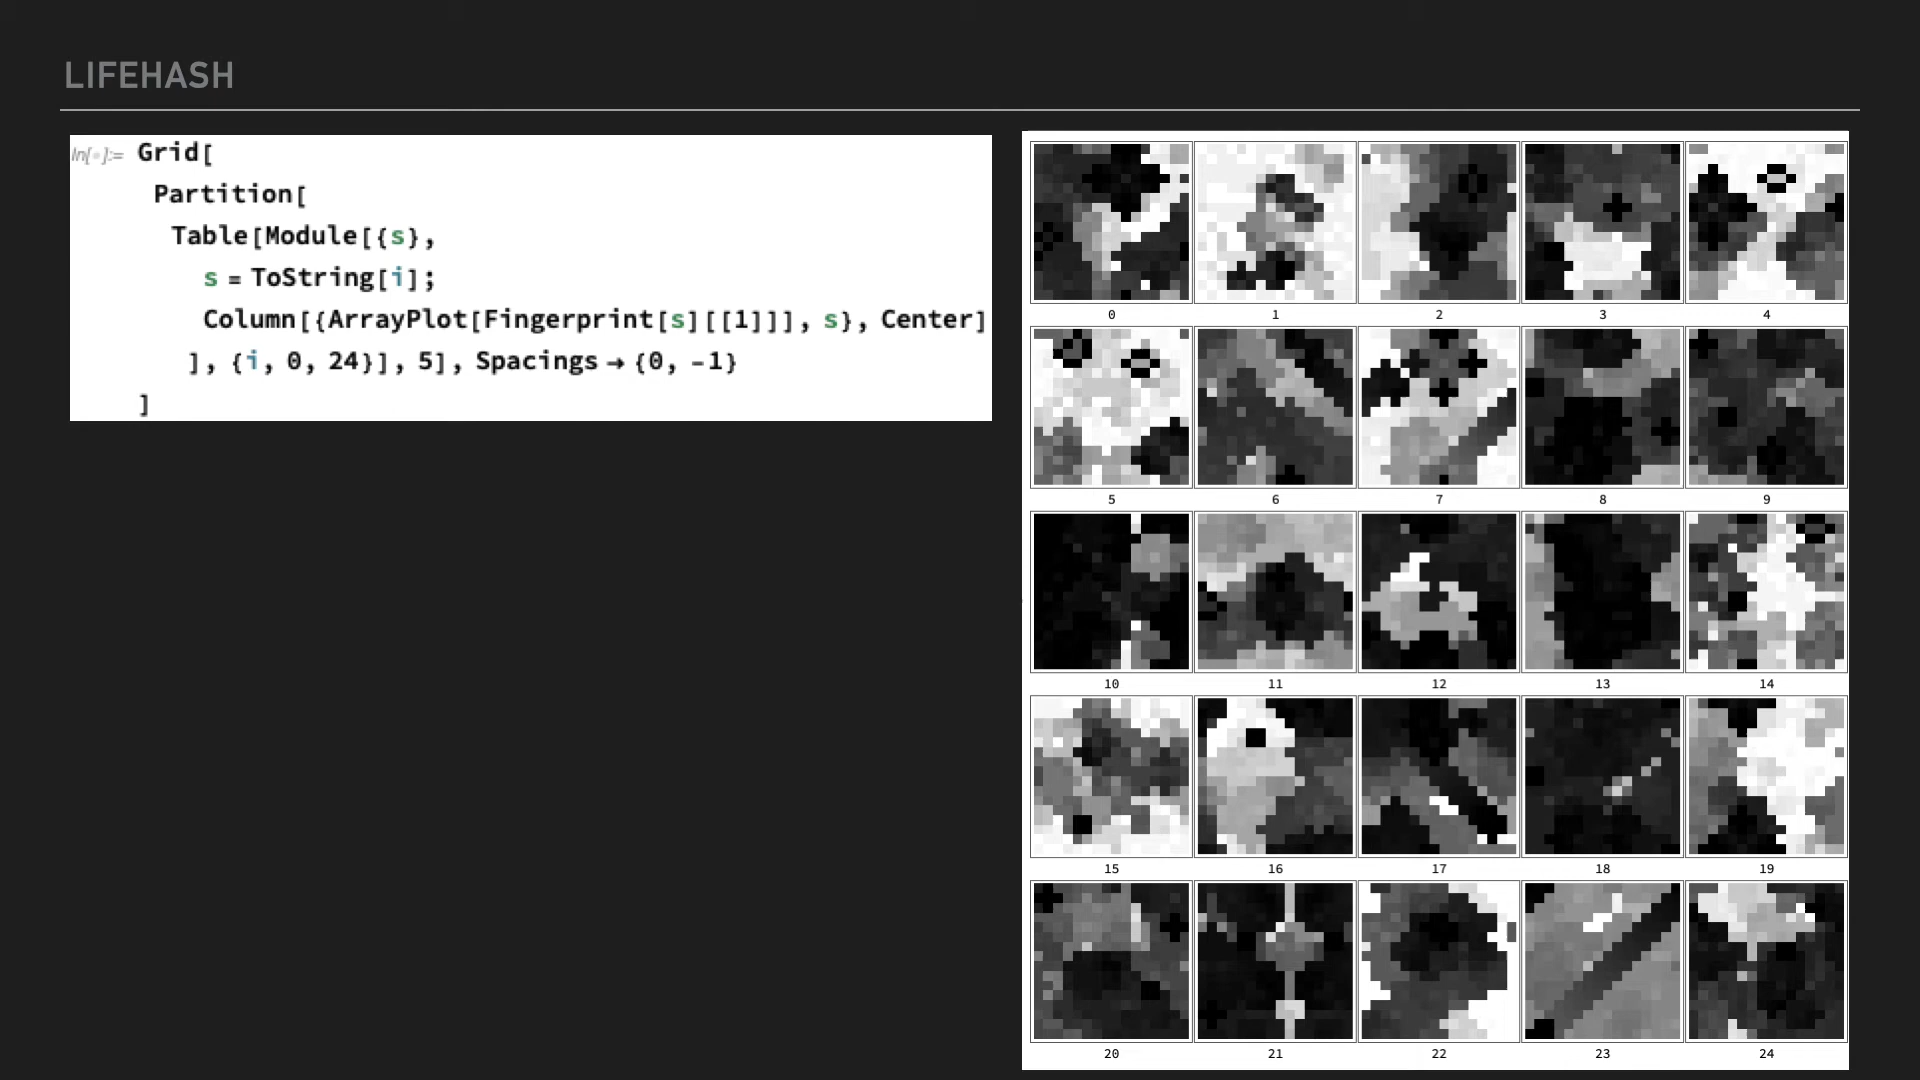 LIFEHASH
In[◦]:= Grid[
Partition[
Table[Module[{s},
s = ToString[i];
Column[{ArrayPlot[Fingerprint[s][[1]]], s}, Center]
], {i, 0, 24}], 5], Spacings → {0, -1}
]
0 1 2 3 4
5 6 7 8 9
10 11 12 13 14
15 16 17 18 19
20 21 22 23 24